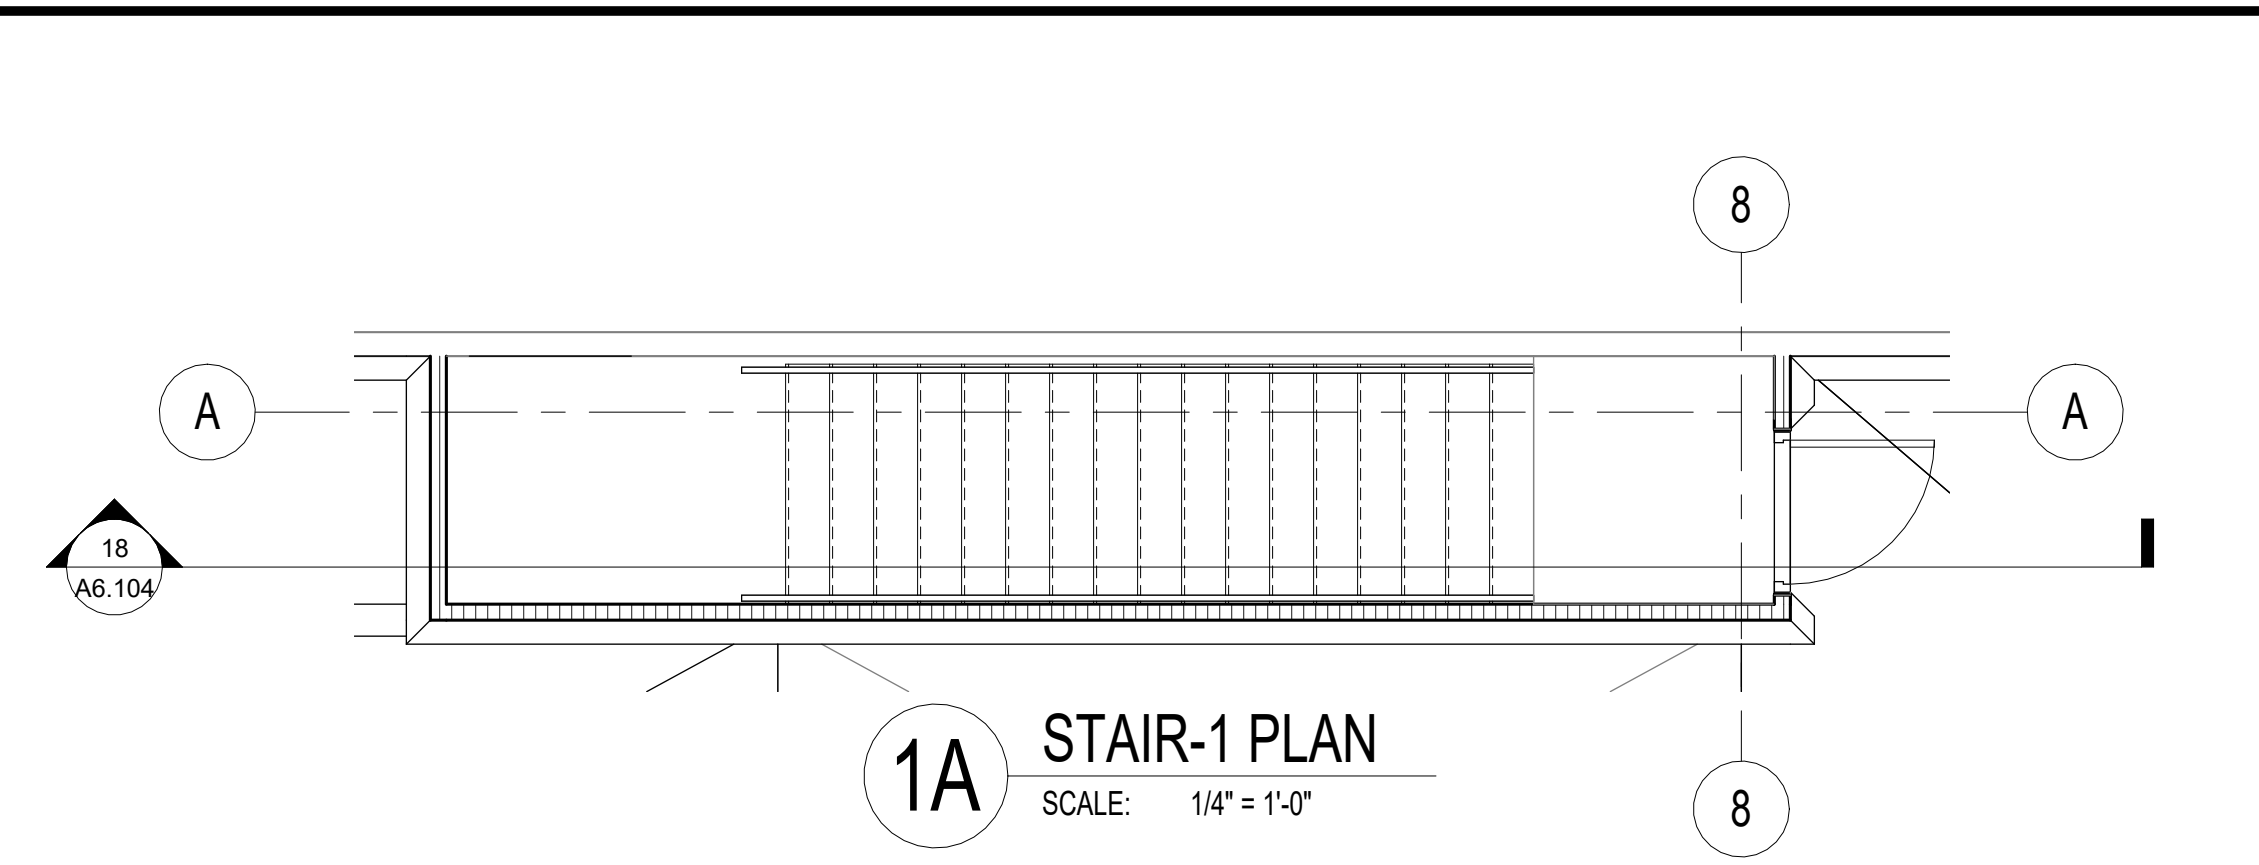 8
A
A
18
A6.104
1A
STAIR-1 PLAN
SCALE: 1/4" = 1'-0"
8